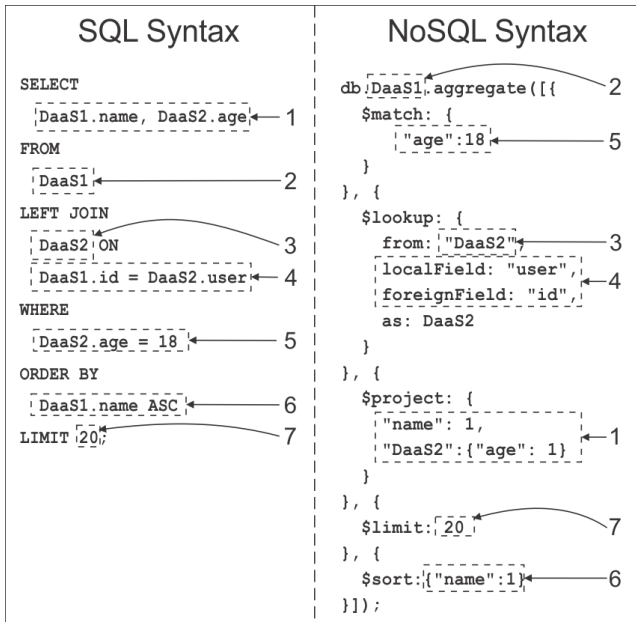 SQL Syntax
SELECT
DaaS1.name, DaaS2.age 1
FROM
DaaS1 2
LEFT JOIN
DaaS2 ON 3
DaaS1.id = DaaS2.user 4
WHERE
DaaS2.age = 18 5
ORDER BY
DaaS1.name ASC 6
LIMIT 20; 7
NoSQL Syntax
db.DaaS1.aggregate([{ 2
$match: {
"age":18 5
}
}, {
$lookup: {
from: "DaaS2", 3
localField: "user", 4
foreignField: "id",
as: DaaS2
}
}, {
$project: {
"name": 1, 1
"DaaS2":{"age": 1}
}
}, {
$limit: 20 7
}, {
$sort:{"name":1} 6
}]);